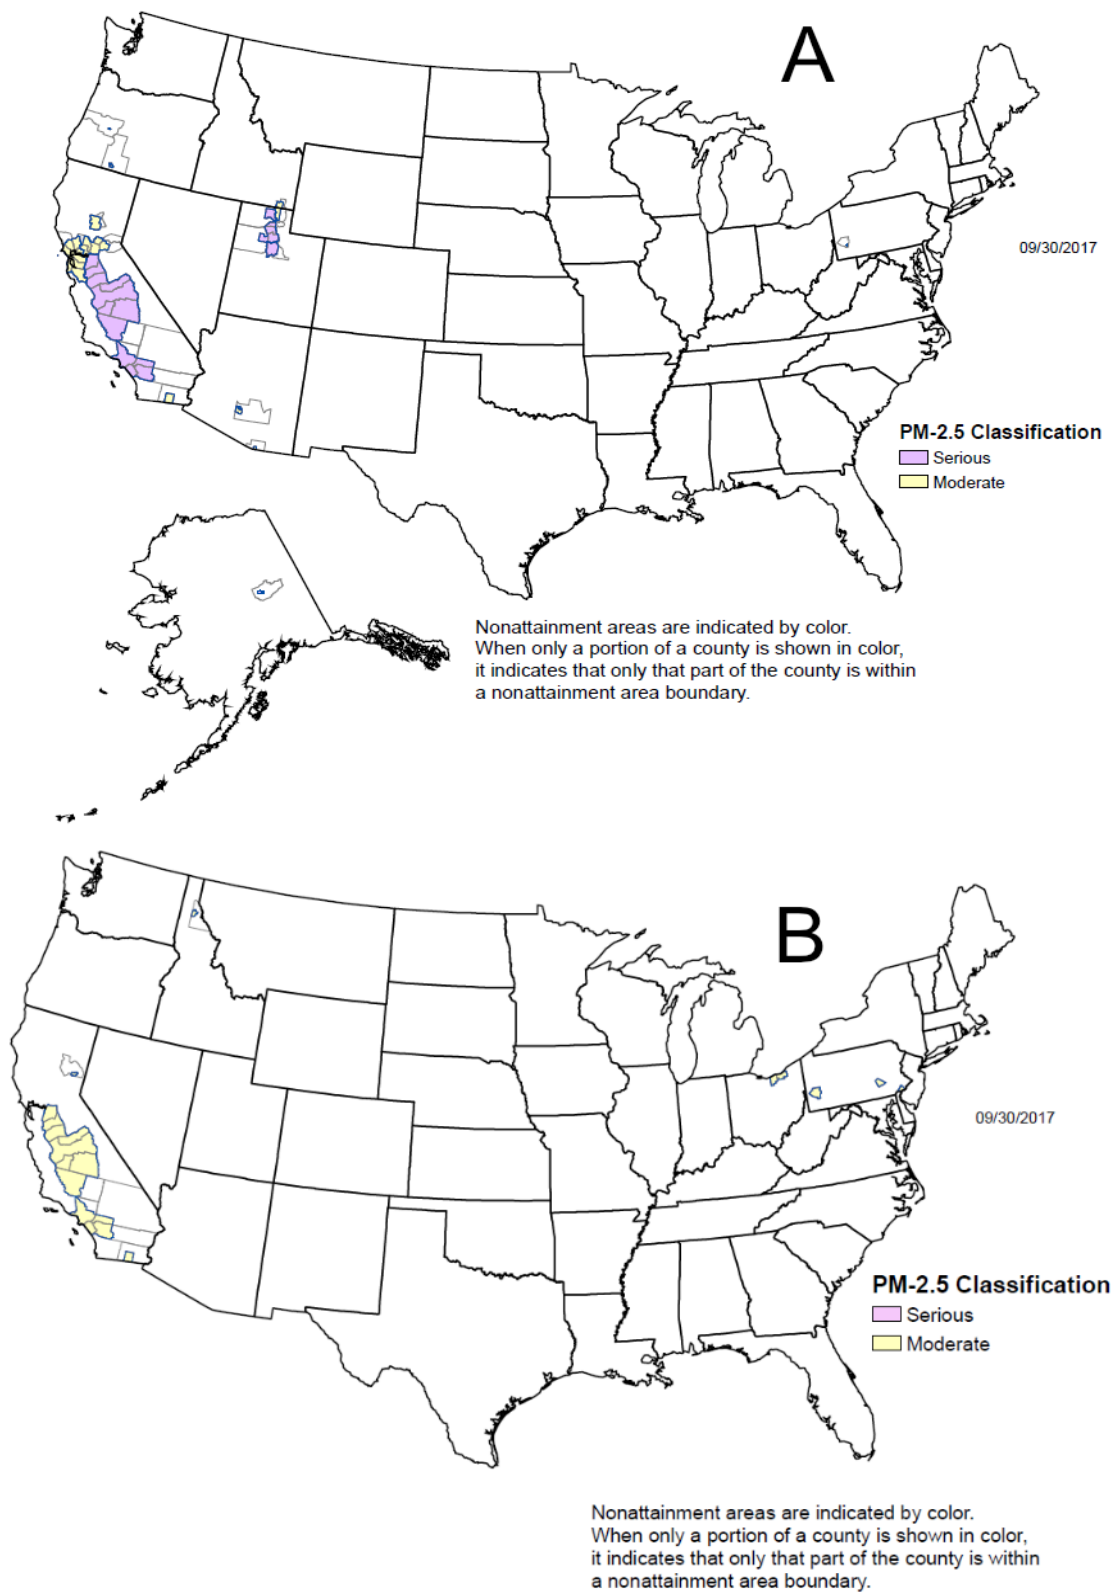 A
09/30/2017
PM-2.5 Classification
Serious
Moderate
Nonattainment areas are indicated by color.
When only a portion of a county is shown in color,
it indicates that only that part of the county is within
a nonattainment area boundary.
B
09/30/2017
PM-2.5 Classification
Serious
Moderate
Nonattainment areas are indicated by color.
When only a portion of a county is shown in color,
it indicates that only that part of the county is within
a nonattainment area boundary.